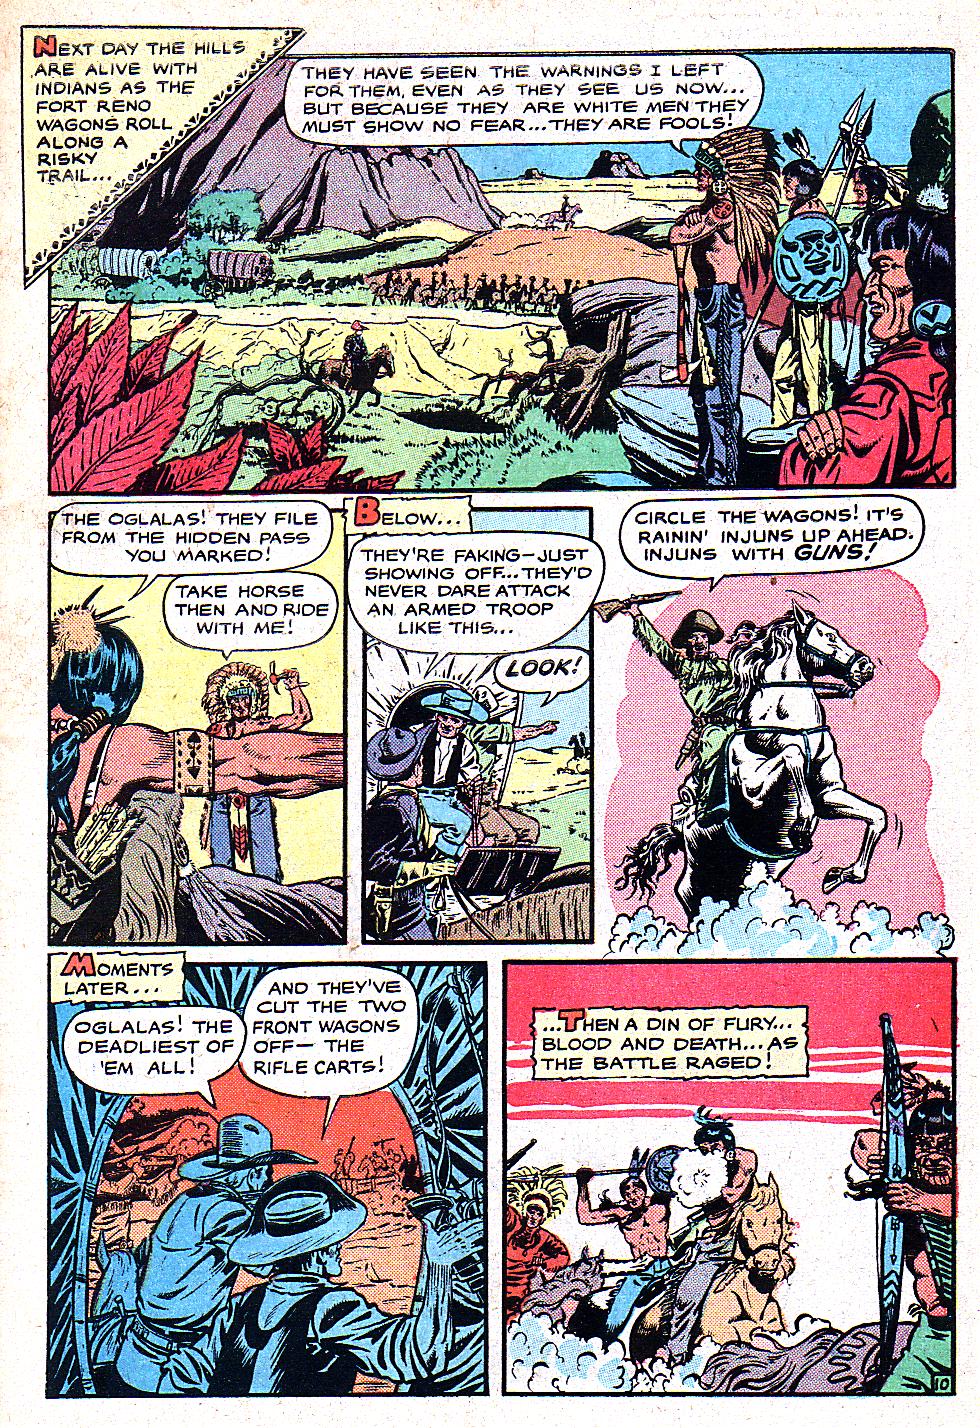 NEXT DAY THE HILLS
ARE ALIVE WITH
INDIANS AS THE
FORT RENO
WAGONS ROLL
ALONG A
RISKY
TRAIL...
THEY HAVE SEEN THE WARNINGS I LEFT
FOR THEM, EVEN AS THEY SEE US NOW...
BUT BECAUSE THEY ARE WHITE MEN THEY
MUST SHOW NO FEAR...THEY ARE FOOLS!
THE OGLALAS! THEY FILE
FROM THE HIDDEN PASS
YOU MARKED!
TAKE HORSE
THEN AND RIDE
WITH ME!
BELOW...
THEY'RE FAKING—JUST
SHOWING OFF...THEY'D
NEVER DARE ATTACK
AN ARMED TROOP
LIKE THIS...
LOOK!
CIRCLE THE WAGONS! IT'S
RAININ' INJUNS UP AHEAD.
INJUNS WITH GUNS!
MOMENTS
LATER...
OGLALAS! THE
DEADLIEST OF
'EM ALL!
AND THEY'VE
CUT THE TWO
FRONT WAGONS
OFF— THE
RIFLE CARTS!
...THEN A DIN OF FURY...
BLOOD AND DEATH...AS
THE BATTLE RAGED!
10